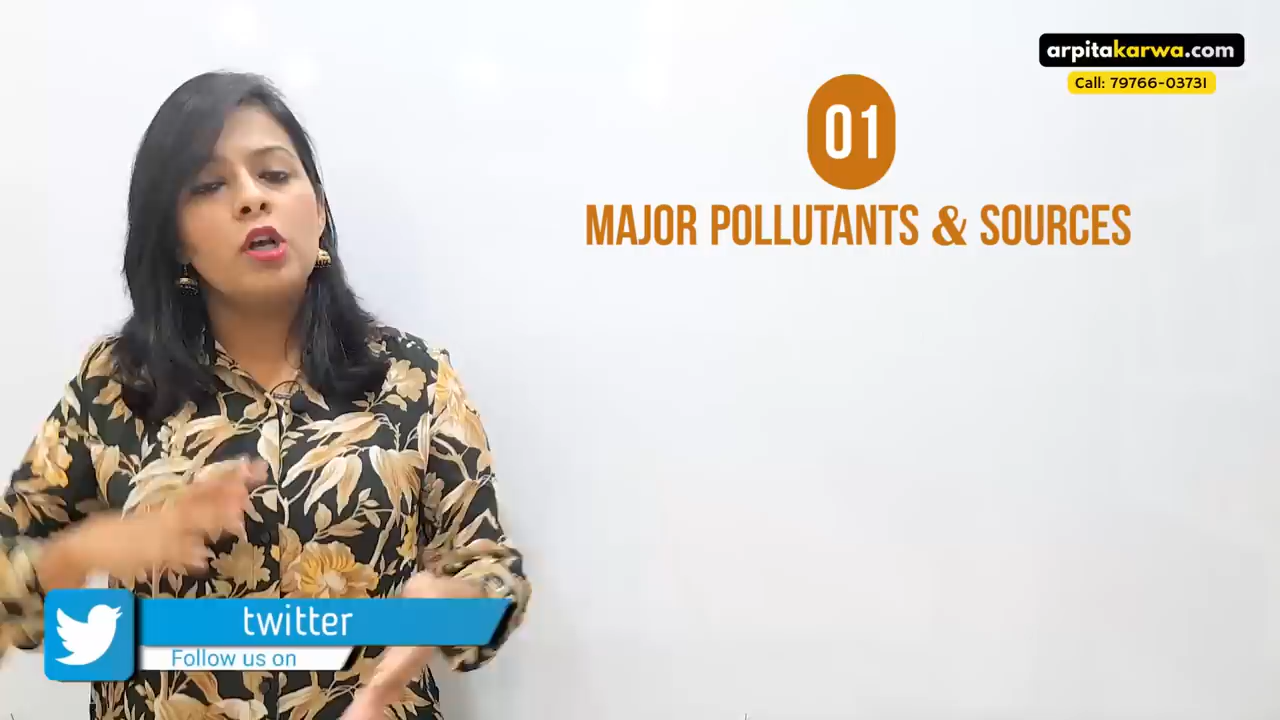 arpitakarwa.com
Call: 79766-03731
01
MAJOR POLLUTANTS & SOURCES
twitter
Follow us on